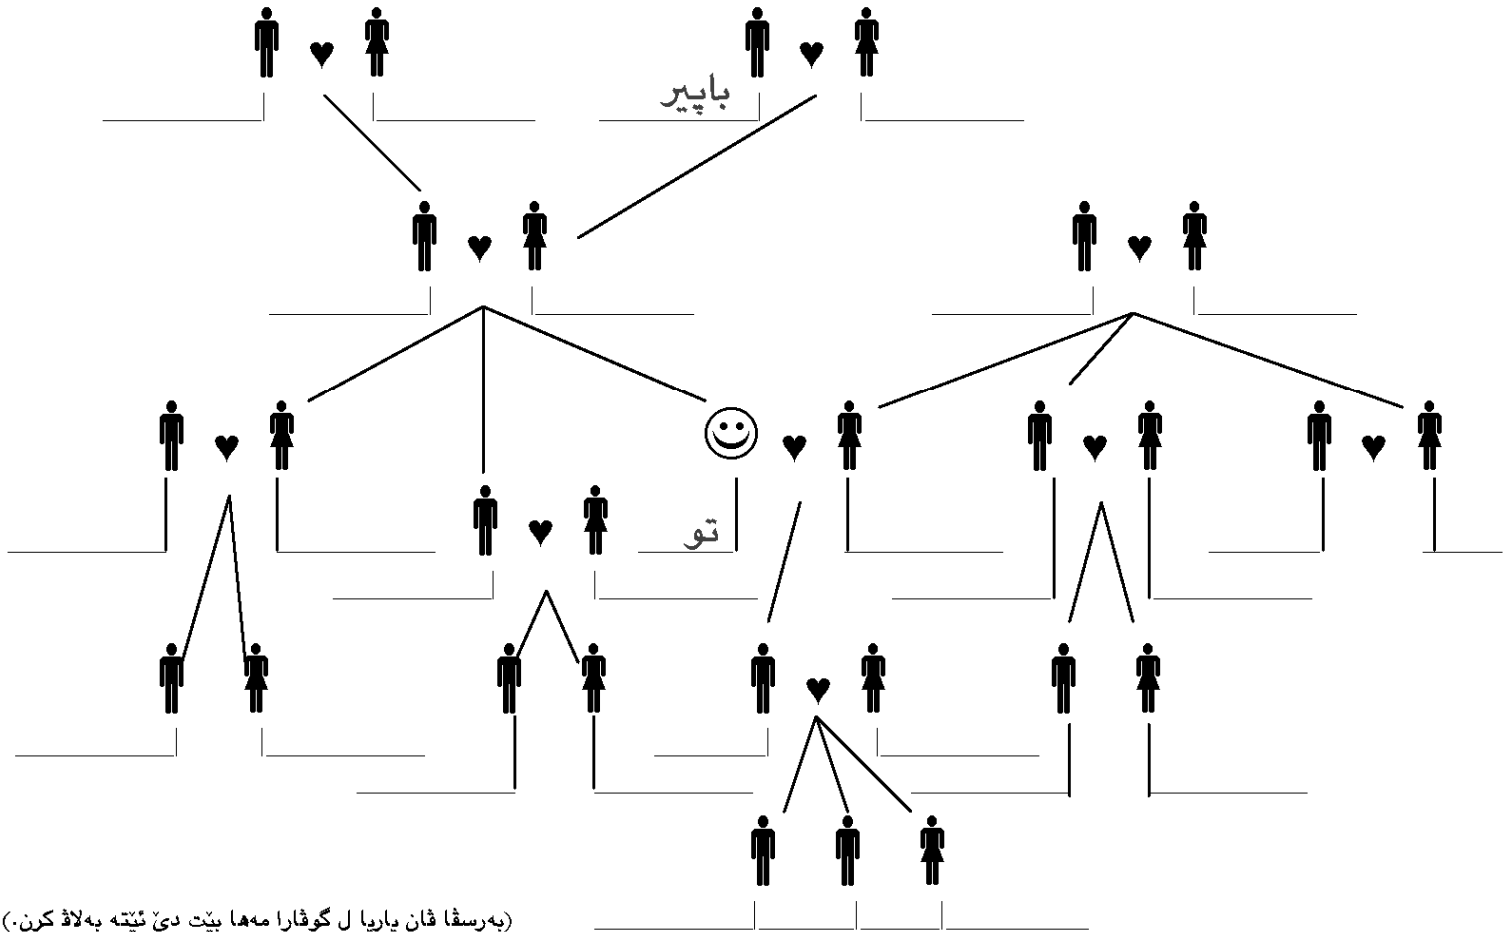 باپیر
تو
(بەرسڤا ڤان یاریا ل گوڤارا مەها بێت دێ ئێتە بەلاڤ کرن.)